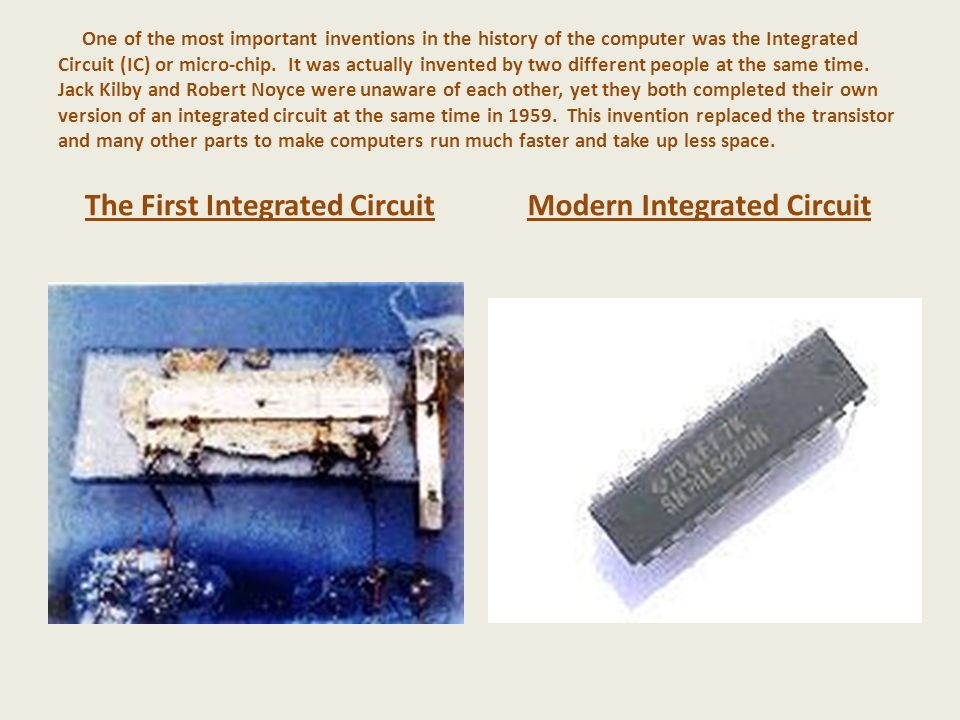 One of the most important inventions in the history of the computer was the Integrated
Circuit (IC) or micro-chip. It was actually invented by two different people at the same time.
Jack Kilby and Robert Noyce were unaware of each other, yet they both completed their own
version of an integrated circuit at the same time in 1959. This invention replaced the transistor
and many other parts to make computers run much faster and take up less space.
The First Integrated Circuit
Modern Integrated Circuit